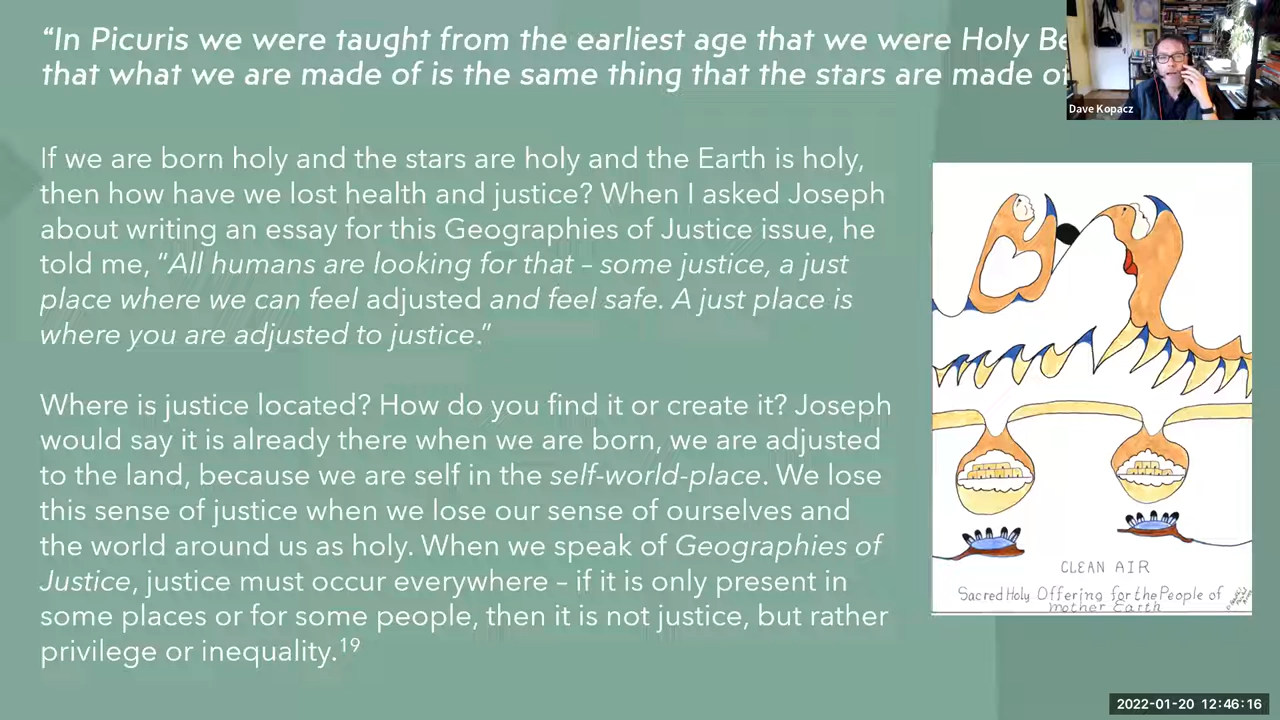 “In Picuris we were taught from the earliest age that we were Holy
that what we are made of is the same thing that the stars are made
Dave Kopacz
If we are born holy and the stars are holy and the Earth is holy,
then how have we lost health and justice? When I asked Joseph
about writing an essay for this Geographies of Justice issue, he
told me, “All humans are looking for that – some justice, a just
place where we can feel adjusted and feel safe. A just place is
where you are adjusted to justice.”
Where is justice located? How do you find it or create it? Joseph
would say it is already there when we are born, we are adjusted
to the land, because we are self in the self-world-place. We lose
this sense of justice when we lose our sense of ourselves and
the world around us as holy. When we speak of Geographies of
Justice, justice must occur everywhere – if it is only present in
some places or for some people, then it is not justice, but rather
privilege or inequality.19
CLEAN AIR
Sacred Holy Offering for the People of
mother Earth
2022-01-20 12:46:16